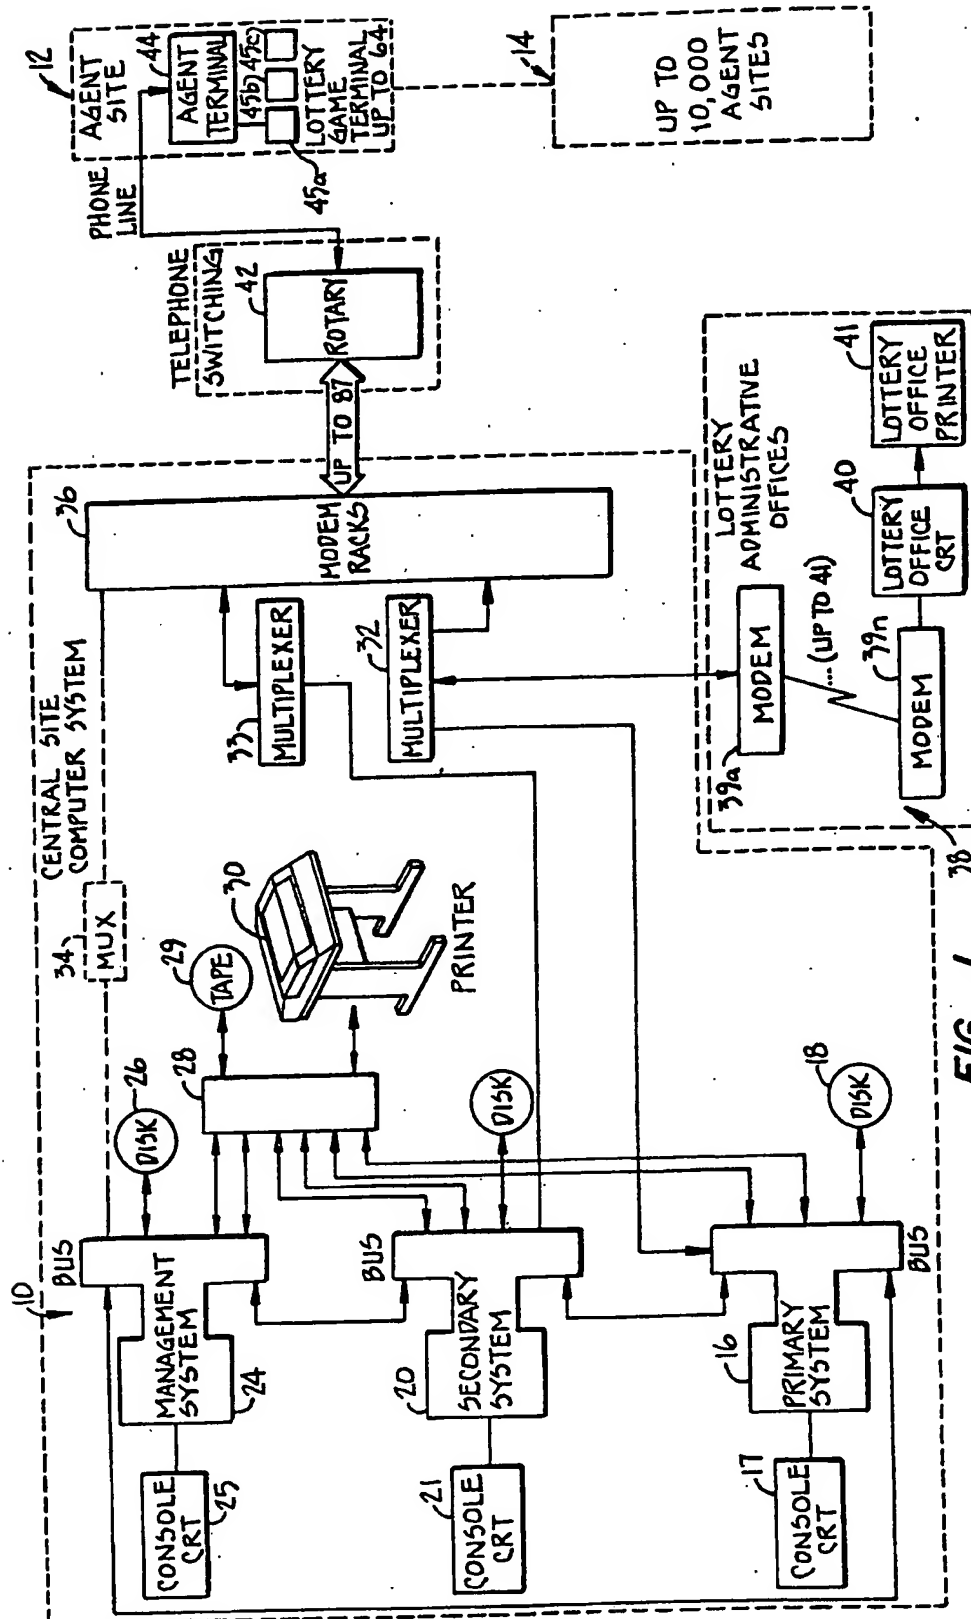 10
CENTRAL SITE
COMPUTER SYSTEM
34
MUX
BUS
MANAGEMENT
SYSTEM
24
CONSOLE
CRT
25
DISK
26
28
TAPE
29
30
PRINTER
BUS
SECONDARY
SYSTEM
20
CONSOLE
CRT
21
DISK
BUS
PRIMARY
SYSTEM
16
CONSOLE
CRT
17
DISK
18
33
MULTIPLEXER
MULTIPLEXER
32
36
MODEM
RACKS
UP TO 87
TELEPHONE
SWITCHING
42
ROTARY
PHONE
LINE
12
AGENT
SITE
44
AGENT
TERMINAL
45b
45c
45a
LOTTERY
GAME
TERMINAL
UP TO 64
14
UP TO
10,000
AGENT
SITES
LOTTERY
ADMINISTRATIVE
OFFICES
39a
MODEM
...(UP TO 41)
39n
MODEM
38
40
LOTTERY
OFFICE
CRT
41
LOTTERY
OFFICE
PRINTER
FIG. 1